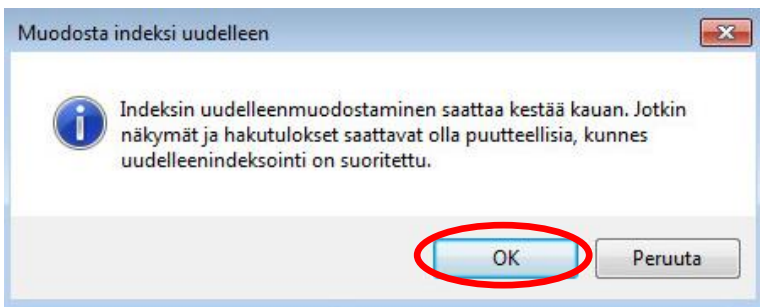 Muodosta indeksi uudelleen
Indeksin uudelleenmuodostaminen saattaa kestää kauan. Jotkin
näkymät ja hakutulokset saattavat olla puutteellisia, kunnes
uudelleenindeksointi on suoritettu.
OK
Peruuta